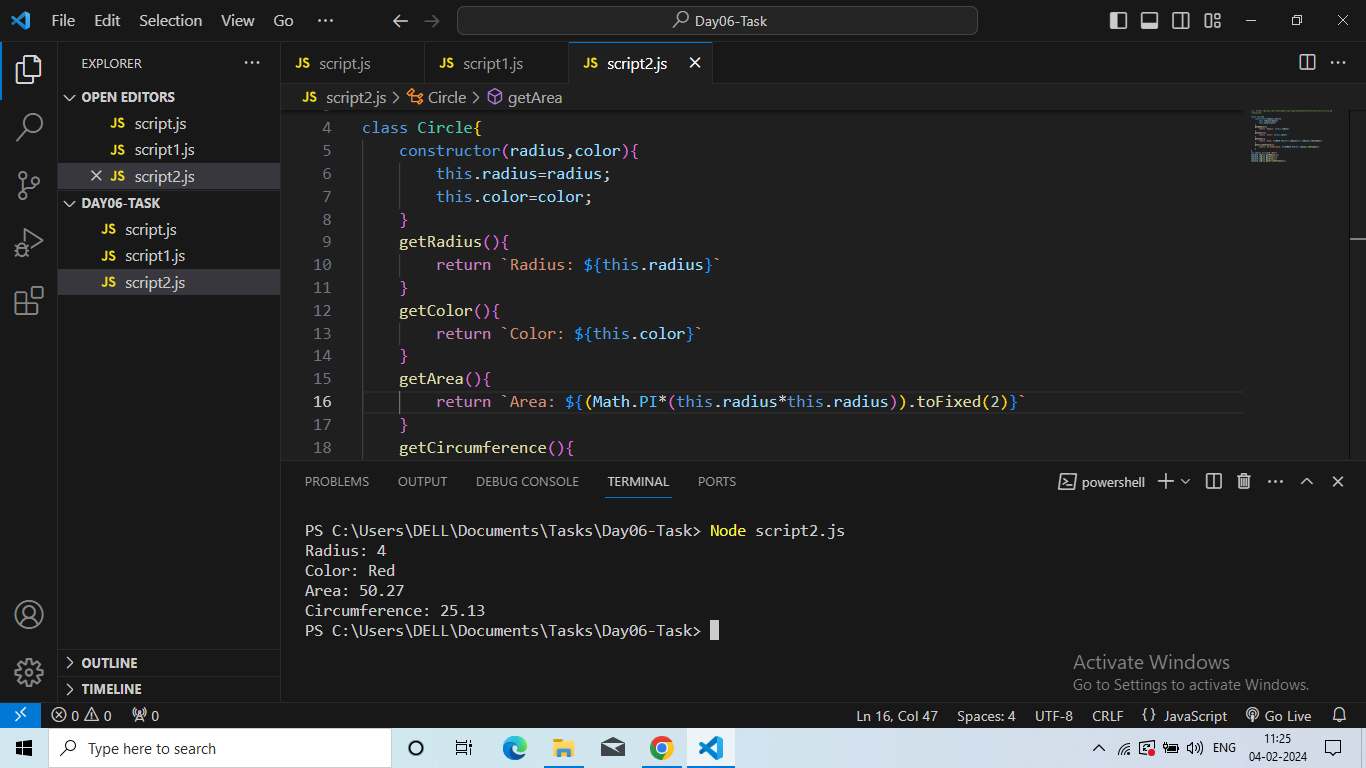 File Edit Selection View Go ··· Day06-Task
EXPLORER ···
OPEN EDITORS
JS script.js
JS script1.js
JS script2.js
DAY06-TASK
JS script.js
JS script1.js
JS script2.js
OUTLINE
TIMELINE
JS script.js JS script1.js JS script2.js
JS script2.js > Circle > getArea
4 class Circle{
5 constructor(radius,color){
6 this.radius=radius;
7 this.color=color;
8 }
9 getRadius(){
10 return `Radius: ${this.radius}`
11 }
12 getColor(){
13 return `Color: ${this.color}`
14 }
15 getArea(){
16 return `Area: ${(Math.PI*(this.radius*this.radius)).toFixed(2)}`
17 }
18 getCircumference(){
PROBLEMS OUTPUT DEBUG CONSOLE TERMINAL PORTS powershell
PS C:\Users\DELL\Documents\Tasks\Day06-Task> Node script2.js
Radius: 4
Color: Red
Area: 50.27
Circumference: 25.13
PS C:\Users\DELL\Documents\Tasks\Day06-Task>
Activate Windows
Go to Settings to activate Windows.
0 0 0 Ln 16, Col 47 Spaces: 4 UTF-8 CRLF {} JavaScript Go Live
Type here to search ENG 11:25
04-02-2024